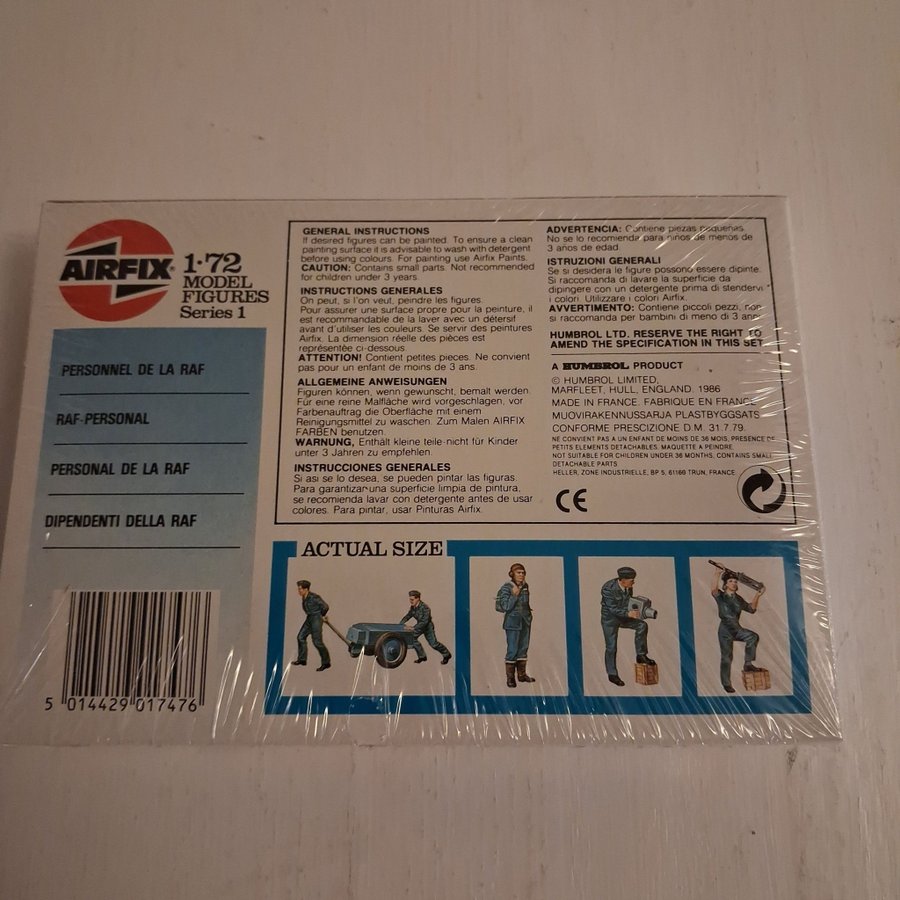 AIRFIX®
1·72
MODEL
FIGURES
Series 1
PERSONNEL DE LA RAF
RAF-PERSONAL
PERSONAL DE LA RAF
DIPENDENTI DELLA RAF
5 014429 017476
GENERAL INSTRUCTIONS
If desired figures can be painted. To ensure a clean
painting surface it is advisable to wash with detergent
before using colours. For painting use Airfix Paints.
CAUTION: Contains small parts. Not recommended
for children under 3 years.
INSTRUCTIONS GENERALES
On peut, si l'on veut, peindre les figures.
Pour assurer une surface propre pour la peinture, il
est recommandable de la laver avec un détersif
avant d'utiliser les couleurs. Se servir des peintures
Airfix. La dimension réelle des pièces est
représentée ci-dessous.
ATTENTION! Contient petites pieces. Ne convient
pas pour un enfant de moins de 3 ans.
ALLGEMEINE ANWEISUNGEN
Figuren können, wenn gewunscht, bemalt werden.
Für eine reine Malfläche wird vorgeschlagen, vor
Farbenauftrag die Oberfläche mit einem
Reinigungsmittel zu waschen. Zum Malen AIRFIX
FARBEN benutzen.
WARNUNG, Enthält kleine teile-nicht für Kinder
unter 3 Jahren zu empfehlen.
INSTRUCCIONES GENERALES
Si asi se lo desea, se pueden pintar las figuras.
Para garantizar una superficie limpia de pintura,
se recomienda lavar con detergente antes de usar
colores. Para pintar, usar Pinturas Airfix.
ADVERTENCIA: Contiene piezas pequeñas.
No se lo recomienda para niños de menos de
3 años de edad
ISTRUZIONI GENERALI
Se si desidera le figure possono essere dipinte.
Si raccomanda di lavare la superficie da
dipingere con un detergente prima di stendervi
i colori. Utilizzare i colori Airfix.
AVVERTIMENTO: Contiene piccoli pezzi, non
si raccomanda per bambini di meno di 3 anni
HUMBROL LTD. RESERVE THE RIGHT TO
AMEND THE SPECIFICATION IN THIS SET
A HUMBROL PRODUCT
© HUMBROL LIMITED,
MARFLEET, HULL, ENGLAND. 1986
MADE IN FRANCE. FABRIQUE EN FRANCE
MUOVIRAKENNUSSARJA PLASTBYGGSATS
CONFORME PRESCIZIONE D.M. 31.7.79.
NE CONVIENT PAS A UN ENFANT DE MOINS DE 36 MOIS, PRESENCE DE
PETITS ELEMENTS DETACHABLES. MAQUETTE A PEINDRE.
NOT SUITABLE FOR CHILDREN UNDER 36 MONTHS. CONTAINS SMALL
DETACHABLE PARTS
HELLER, ZONE INDUSTRIELLE, BP 5, 61160 TRUN, FRANCE.
CE
ACTUAL SIZE